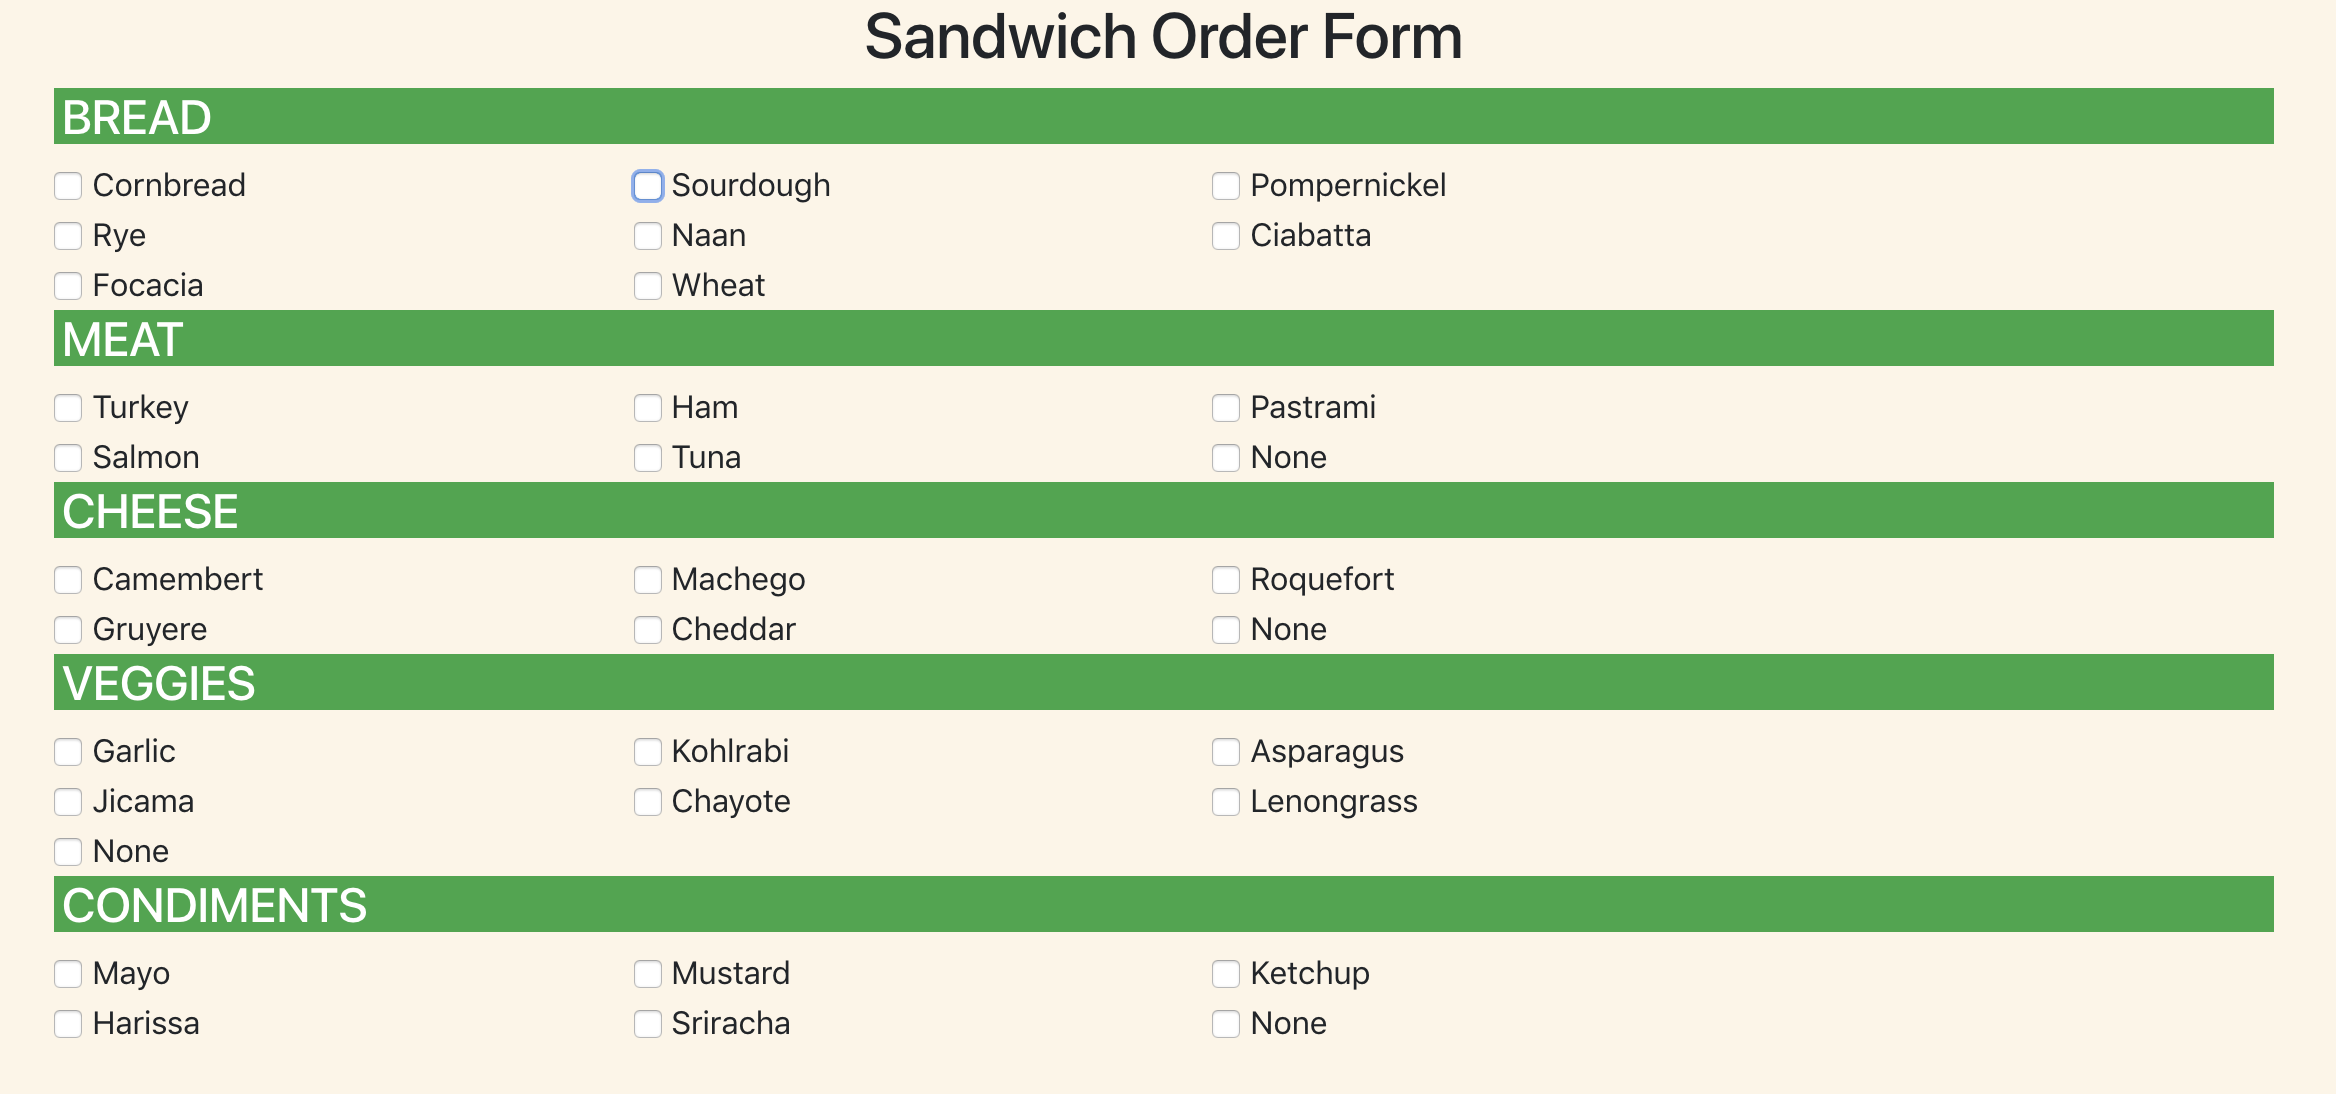 Sandwich Order Form
BREAD
Cornbread Sourdough Pompernickel
Rye Naan Ciabatta
Focacia Wheat
MEAT
Turkey Ham Pastrami
Salmon Tuna None
CHEESE
Camembert Machego Roquefort
Gruyere Cheddar None
VEGGIES
Garlic Kohlrabi Asparagus
Jicama Chayote Lenongrass
None
CONDIMENTS
Mayo Mustard Ketchup
Harissa Sriracha None